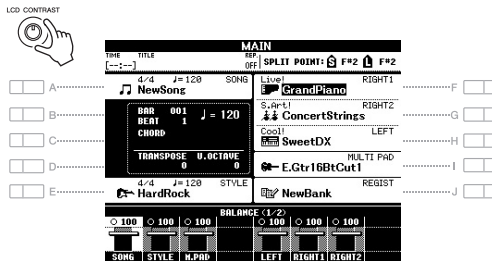 LCD CONTRAST
MAIN
TIME TITLE REP.
[--:--] OFF SPLIT POINT: S F#2 L F#2
4/4 ♩=120 SONG
NewSong
Live! RIGHT1
GrandPiano
BAR 001
BEAT 1
♩ = 120
CHORD
S.Art! RIGHT2
ConcertStrings
Cool! LEFT
SweetDX
TRANSPOSE U.OCTAVE
0 0
MULTI PAD
E.Gtr16BtCut1
4/4 ♩=120 STYLE
HardRock
REGIST
NewBank
A
B
C
D
E
F
G
H
I
J
BALANCE (1/2)
100 100 100 100 100 100
SONG STYLE M.PAD LEFT RIGHT1 RIGHT2